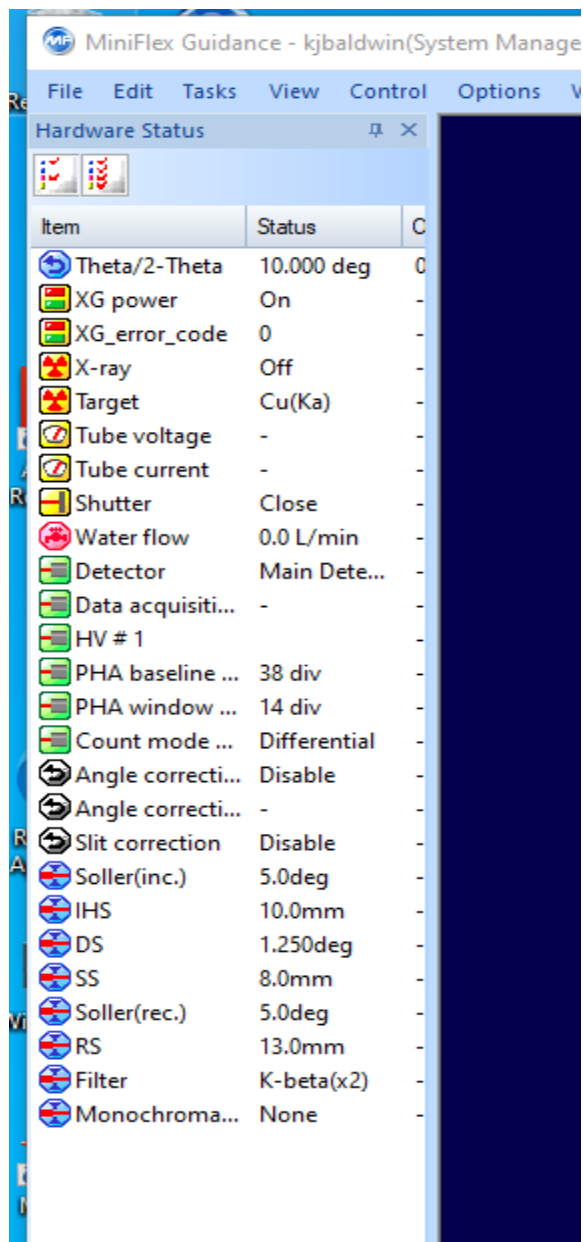 MiniFlex Guidance - kjbaldwin(System Manage
File Edit Tasks View Control Options
Hardware Status
Item Status
Theta/2-Theta 10.000 deg 0
XG power On -
XG_error_code 0 -
X-ray Off -
Target Cu(Ka) -
Tube voltage - -
Tube current - -
Shutter Close -
Water flow 0.0 L/min -
Detector Main Dete... -
Data acquisiti... - -
HV # 1 -
PHA baseline ... 38 div -
PHA window ... 14 div -
Count mode ... Differential -
Angle correcti... Disable -
Angle correcti... - -
Slit correction Disable -
Soller(inc.) 5.0deg -
IHS 10.0mm -
DS 1.250deg -
SS 8.0mm -
Soller(rec.) 5.0deg -
RS 13.0mm -
Filter K-beta(x2) -
Monochroma... None -